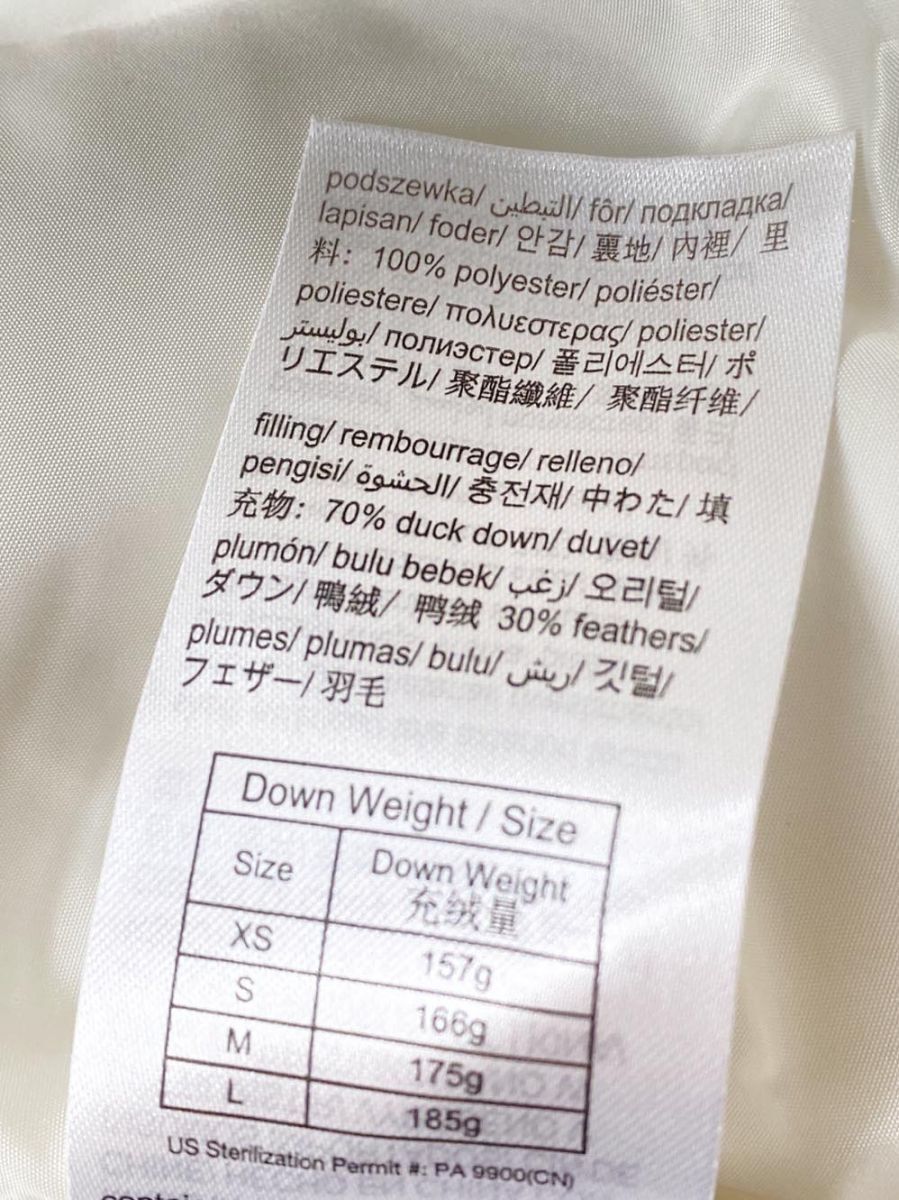 podszewka/ التبطين/ fôr/ подкладка/
lapisan/ foder/ 안감/ 裏地/ 內裡/ 里
料：100% polyester/ poliéster/
poliestere/ πολυεστερας/ poliester/
بوليستر/ полиэстер/ 폴리에스터/ ポ
リエステル/ 聚酯纖維/ 聚酯纤维/
filling/ rembourrage/ relleno/
pengisi/ الحشوة/ 충전재/ 中わた/ 填
充物：70% duck down/ duvet/
plumón/ bulu bebek/ زغب/ 오리털/
ダウン/ 鴨絨/ 鸭绒 30% feathers/
plumes/ plumas/ bulu/ ريش/ 깃털/
フェザー/ 羽毛
Down Weight / Size
Size Down Weight
充绒量
XS 157g
S 166g
M 175g
L 185g
US Sterilization Permit #: PA 9900(CN)